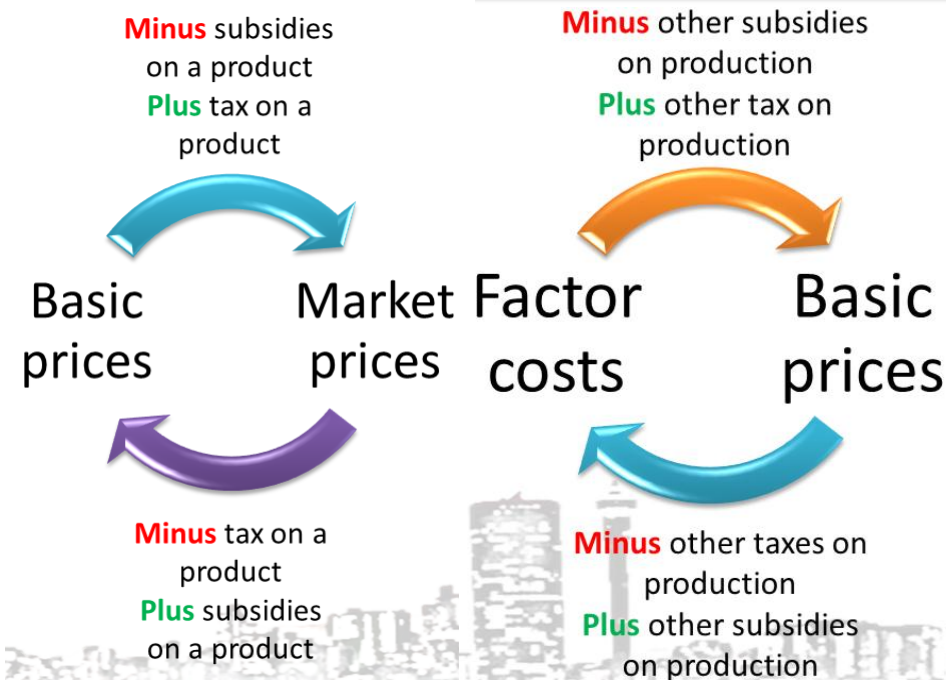 Minus subsidies
on a product
Plus tax on a
product
Basic
prices
Market
prices
Minus tax on a
product
Plus subsidies
on a product
Minus other subsidies
on production
Plus other tax on
production
Factor
costs
Basic
prices
Minus other taxes on
production
Plus other subsidies
on production